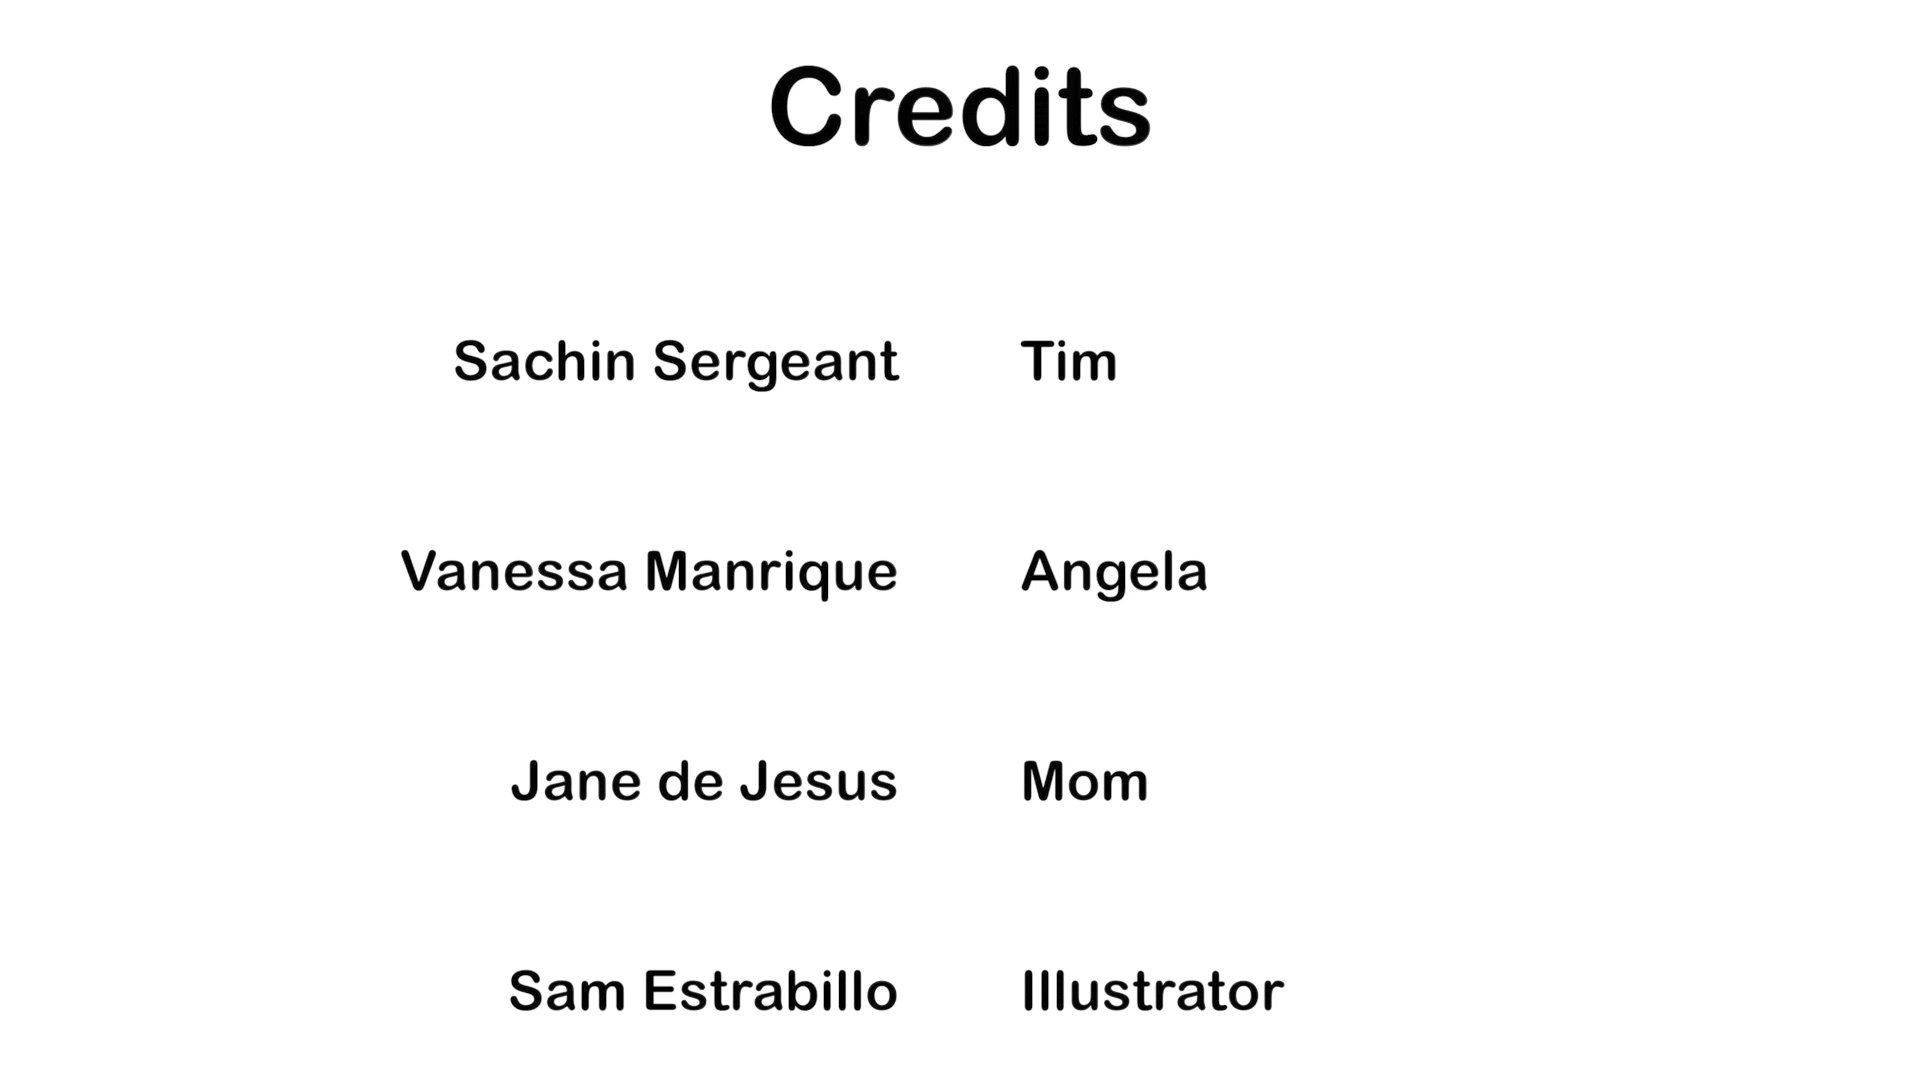 Credits
Sachin Sergeant Tim
Vanessa Manrique Angela
Jane de Jesus Mom
Sam Estrabillo Illustrator